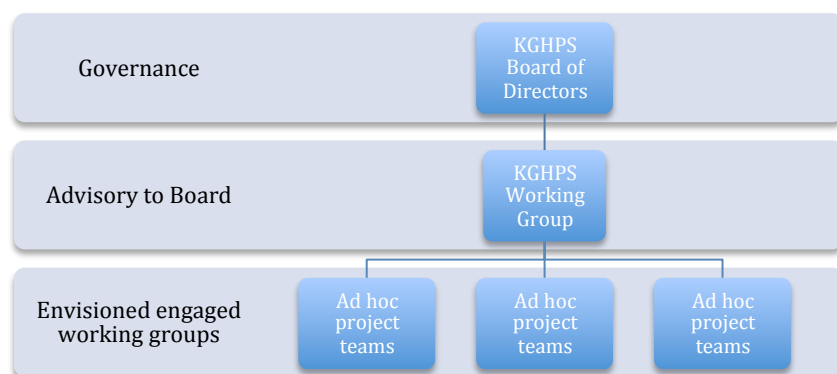 Governance
KGHPS
Board of
Directors
Advisory to Board
KGHPS
Working
Group
Envisioned engaged
working groups
Ad hoc
project
teams
Ad hoc
project
teams
Ad hoc
project
teams